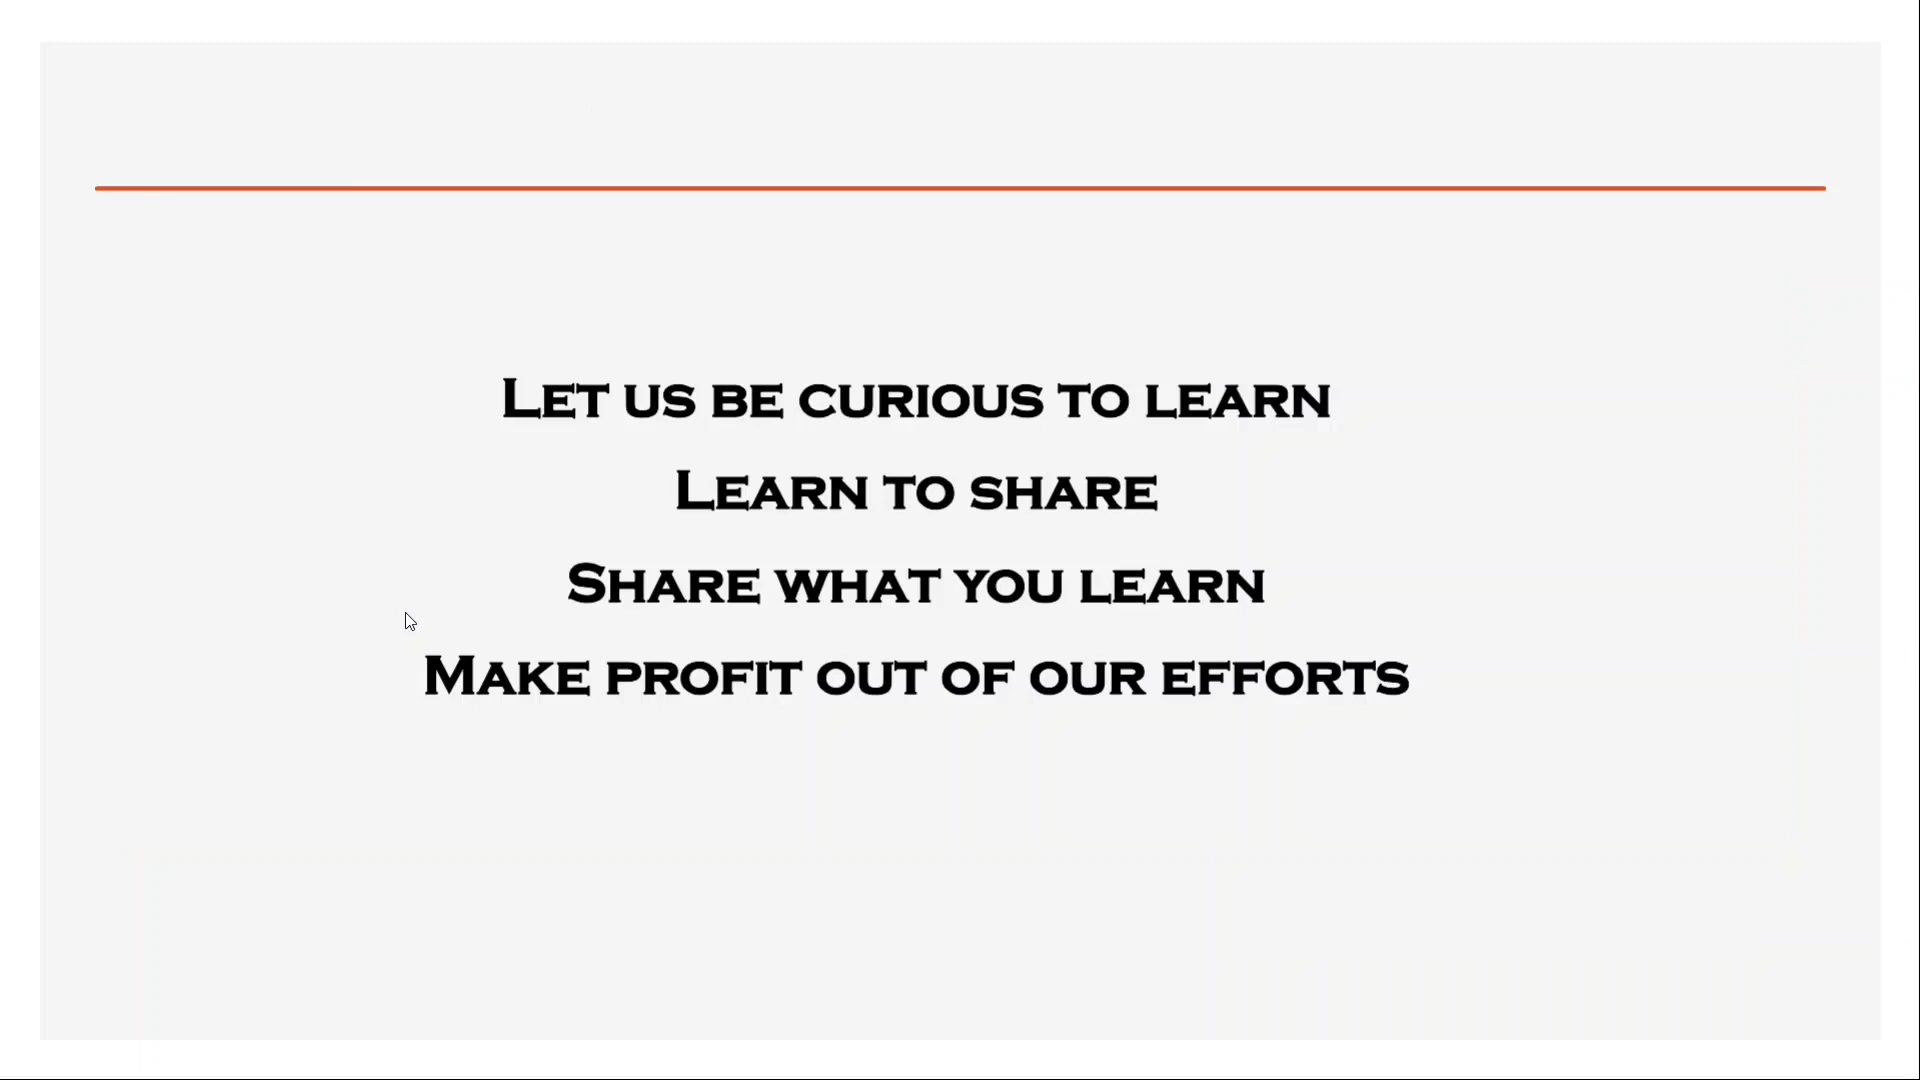 Let us be curious to learn
Learn to share
Share what you learn
Make profit out of our efforts